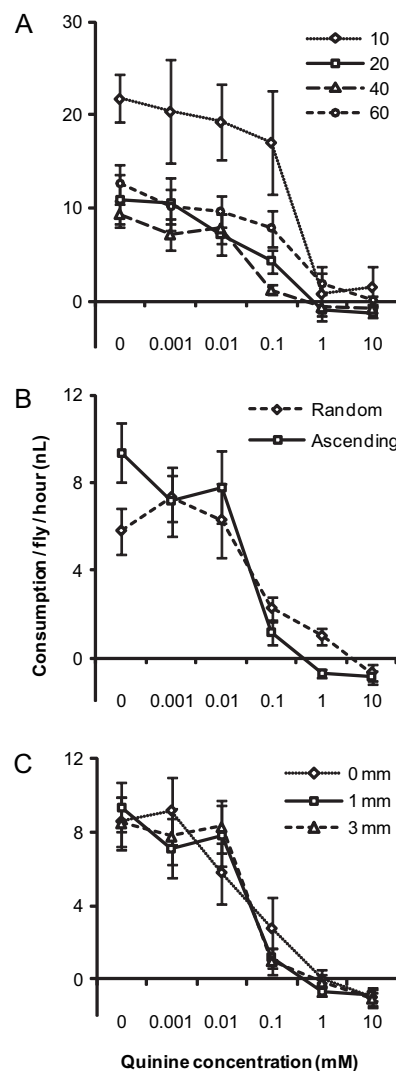 A
30
20
10
0
10
20
40
60
0 0.001 0.01 0.1 1 10
B
12
8
4
0
Random
Ascending
0 0.001 0.01 0.1 1 10
Consumption / fly / hour (nL)
C
12
8
4
0
0 mm
1 mm
3 mm
0 0.001 0.01 0.1 1 10
Quinine concentration (mM)